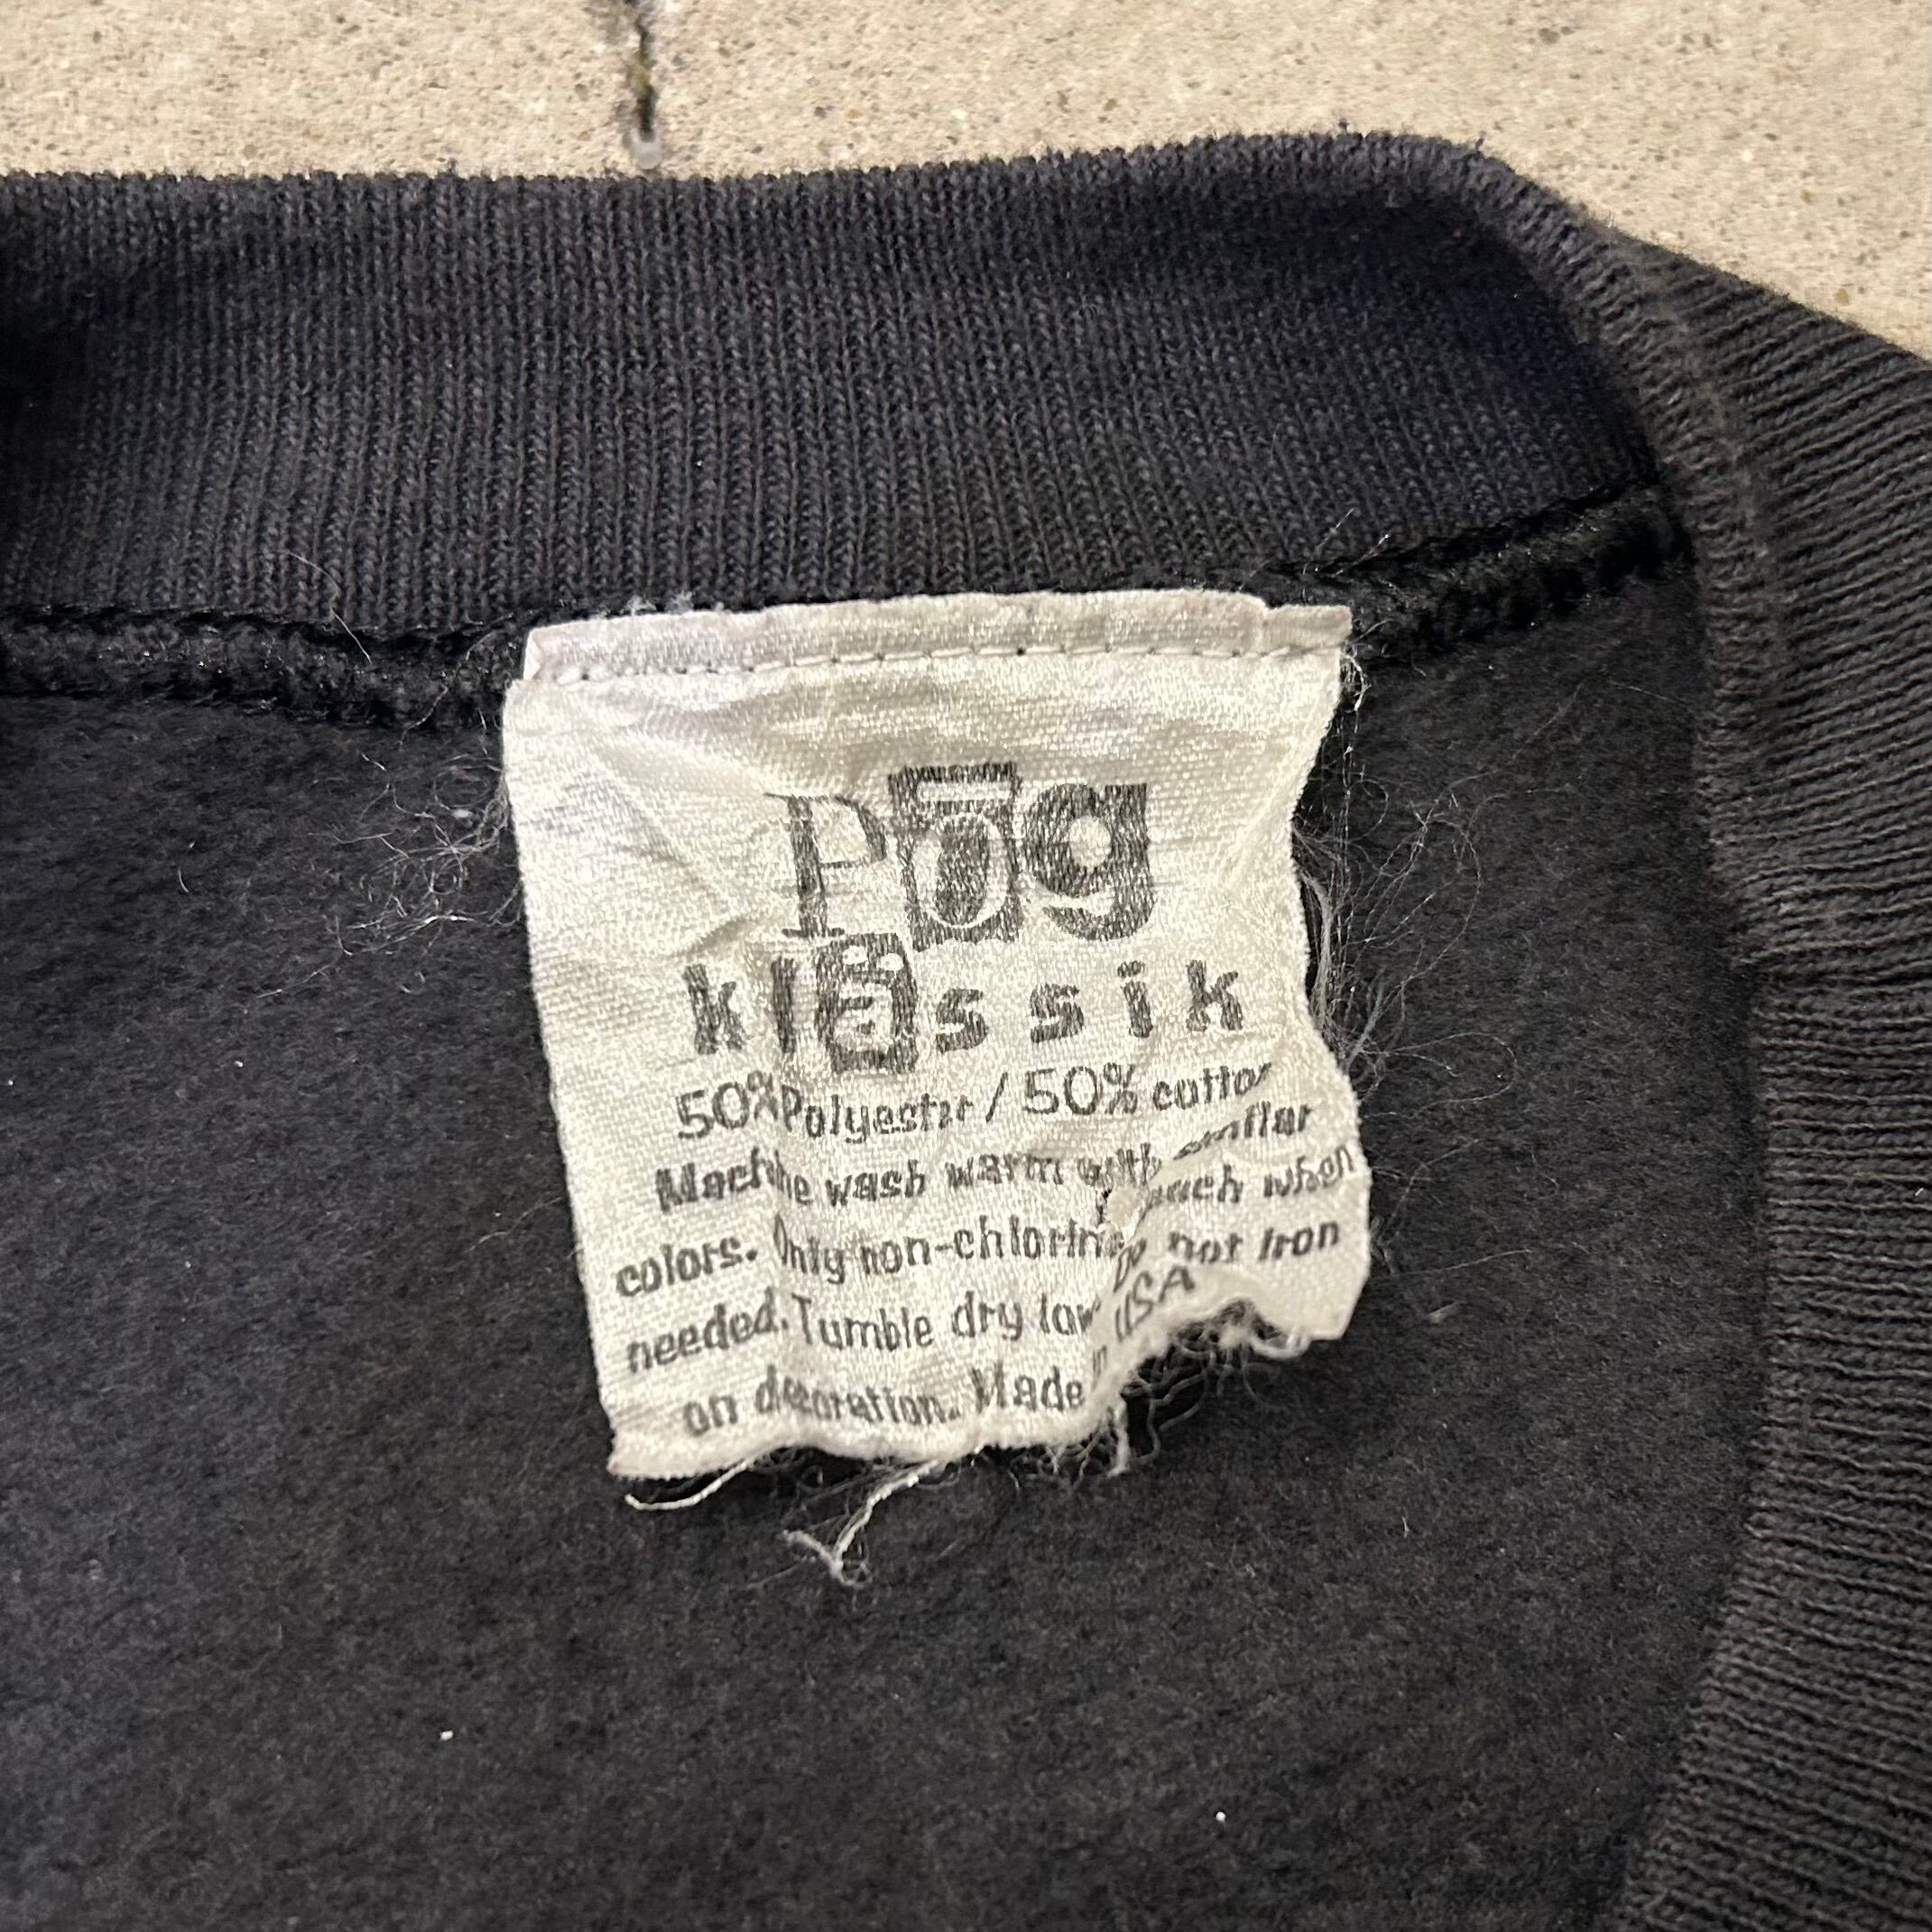 Pōg
klassik
50% Polyester / 50% cotton
Machine wash warm with similar
colors. Only non-chlorine bleach when
needed. Tumble dry low. Do not iron
on decoration. Made in USA